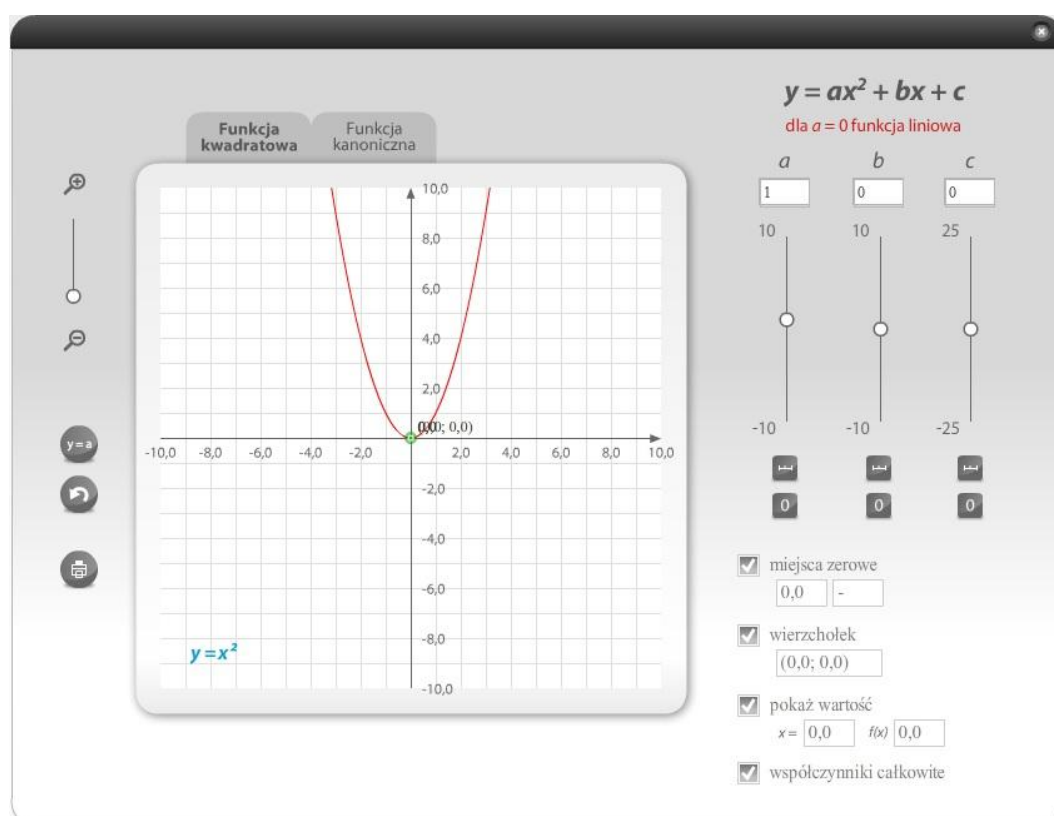 y = ax² + bx + c
dla a = 0 funkcja liniowa
Funkcja kwadratowa
Funkcja kanoniczna
a b c
1 0 0
10 10 25
-10 -10 -25
0 0 0
y = a
10,0
8,0
6,0
4,0
2,0
(0,0; 0,0)
-10,0 -8,0 -6,0 -4,0 -2,0 2,0 4,0 6,0 8,0 10,0
-2,0
-4,0
-6,0
-8,0
-10,0
y = x²
miejsca zerowe
0,0 -
wierzchołek
(0,0; 0,0)
pokaż wartość
x = 0,0 f(x) 0,0
współczynniki całkowite